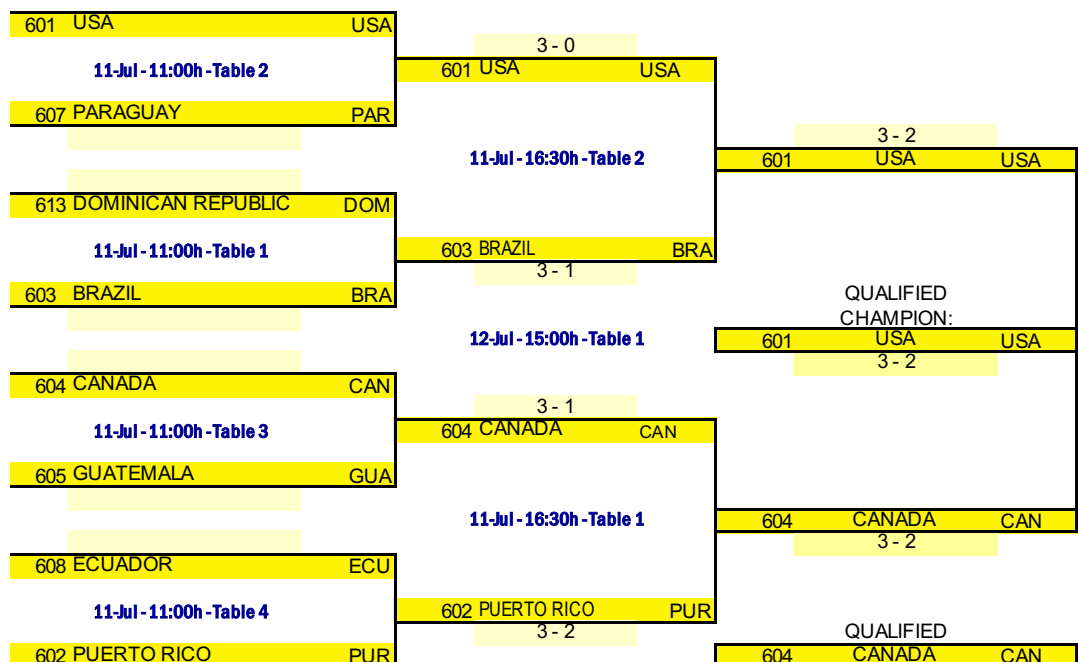 601 USA USA
11-Jul - 11:00h - Table 2
607 PARAGUAY PAR
613 DOMINICAN REPUBLIC DOM
11-Jul - 11:00h - Table 1
603 BRAZIL BRA
604 CANADA CAN
11-Jul - 11:00h - Table 3
605 GUATEMALA GUA
608 ECUADOR ECU
11-Jul - 11:00h - Table 4
602 PUERTO RICO PUR
3 - 0
601 USA USA
11-Jul - 16:30h - Table 2
603 BRAZIL BRA
3 - 1
12-Jul - 15:00h - Table 1
3 - 1
604 CANADA CAN
11-Jul - 16:30h - Table 1
602 PUERTO RICO PUR
3 - 2
3 - 2
601 USA USA
QUALIFIED
CHAMPION:
601 USA USA
3 - 2
604 CANADA CAN
3 - 2
QUALIFIED
604 CANADA CAN